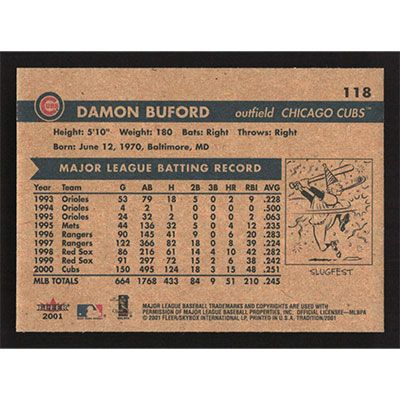 118
CUBS
DAMON BUFORD outfield CHICAGO CUBS™
Height: 5'10" Weight: 180 Bats: Right Throws: Right
Born: June 12, 1970, Baltimore, MD
MAJOR LEAGUE BATTING RECORD
Year Team G AB H 2B 3B HR RBI AVG
1993 Orioles 53 79 18 5 0 2 9 .228
1994 Orioles 4 2 1 0 0 0 0 .500
1995 Orioles 24 32 2 0 0 0 2 .063
1995 Mets 44 136 32 5 0 4 12 .235
1996 Rangers 90 145 41 9 0 6 20 .283
1997 Rangers 122 366 82 18 0 8 39 .224
1998 Red Sox 86 216 61 14 4 10 42 .282
1999 Red Sox 91 297 72 15 2 6 38 .242
2000 Cubs 150 495 124 18 3 15 48 .251
MLB TOTALS 664 1768 433 84 9 51 210 .245
SLUGFEST
FLEER
2001
MAJOR LEAGUE BASEBALL TRADEMARKS AND COPYRIGHTS ARE USED WITH
PERMISSION OF MAJOR LEAGUE BASEBALL PROPERTIES, INC. OFFICIAL LICENSEE—MLBPA
© 2001 FLEER/SKYBOX INTERNATIONAL LP. PRINTED IN U.S.A. TRADITION/2001